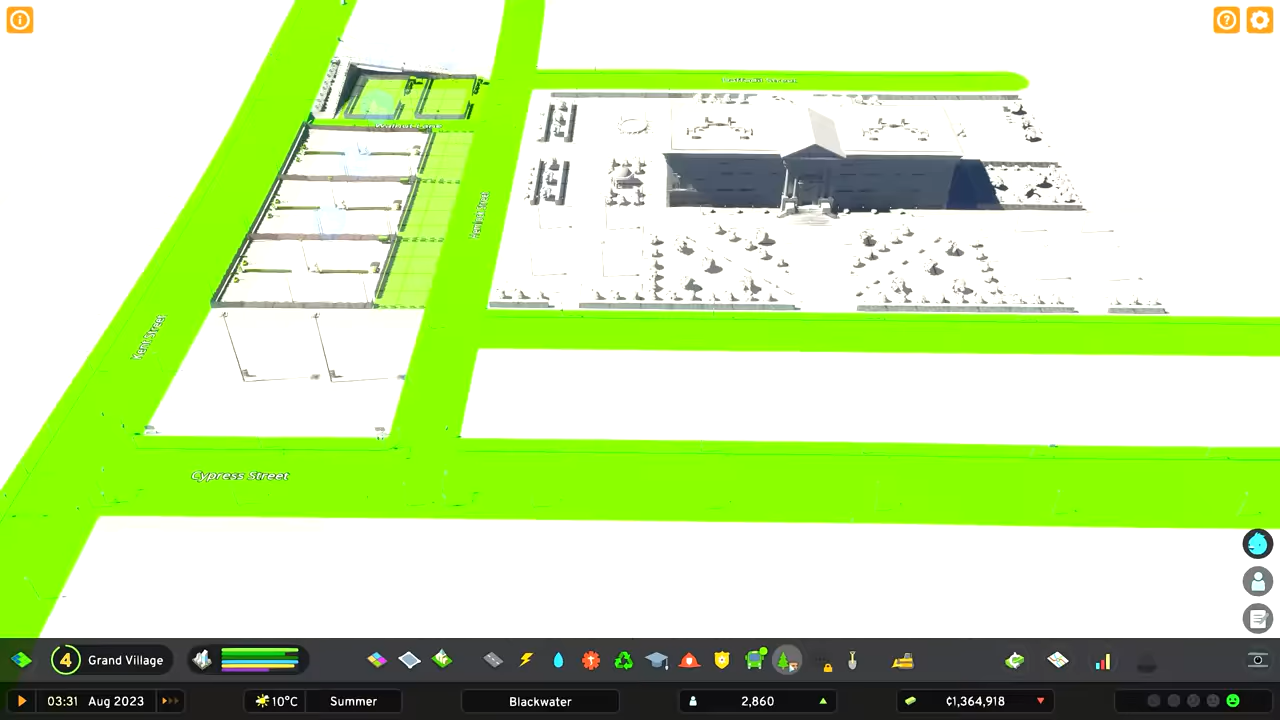 Kent Street
Cypress Street
4
Grand Village
03:31
Aug 2023
10°C
Summer
Blackwater
2,860
¢1,364,918